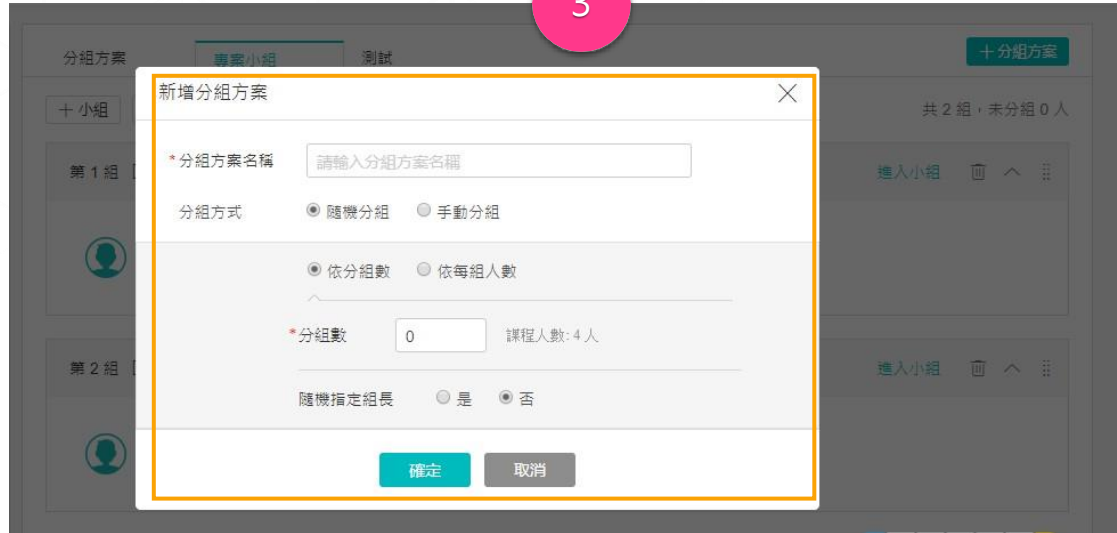 3
分組方案 專案小組 測試 ＋分組方案
＋小組 共 2 組，未分組 0 人
新增分組方案
第 1 組 進入小組
*分組方案名稱 請輸入分組方案名稱
分組方式 隨機分組 手動分組
依分組數 依每組人數
*分組數 0 課程人數: 4 人
第 2 組 進入小組
隨機指定組長 是 否
確定 取消